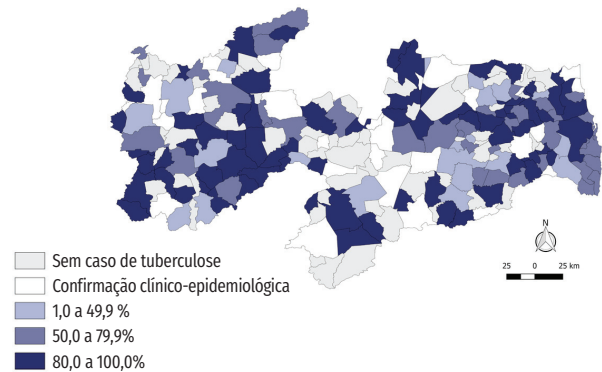 N
25 0 25 km
Sem caso de tuberculose
Confirmação clínico-epidemiológica
1,0 a 49,9 %
50,0 a 79,9%
80,0 a 100,0%